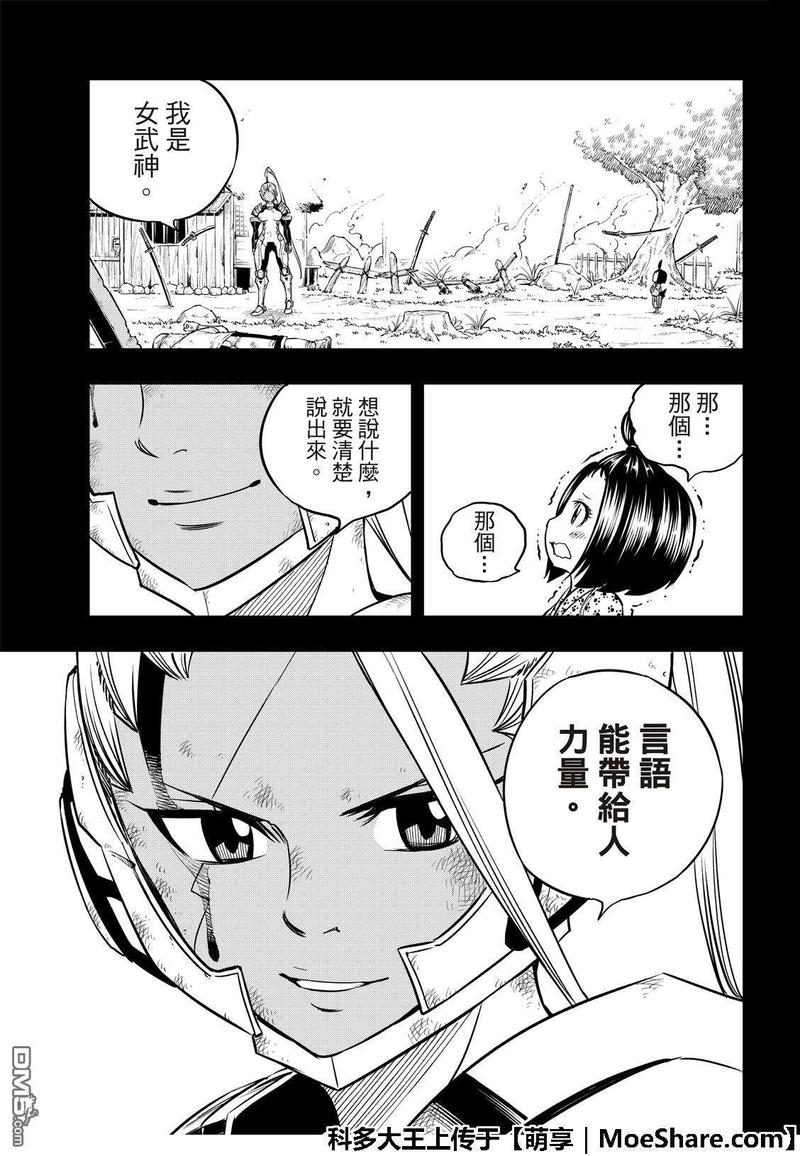 我是
女武神。
那…
那個…
那個…
想說什麼，
就要清楚
說出來。
言語
能帶給人
力量。
DM5.com
科多大王上传于【萌享 | MoeShare.com】